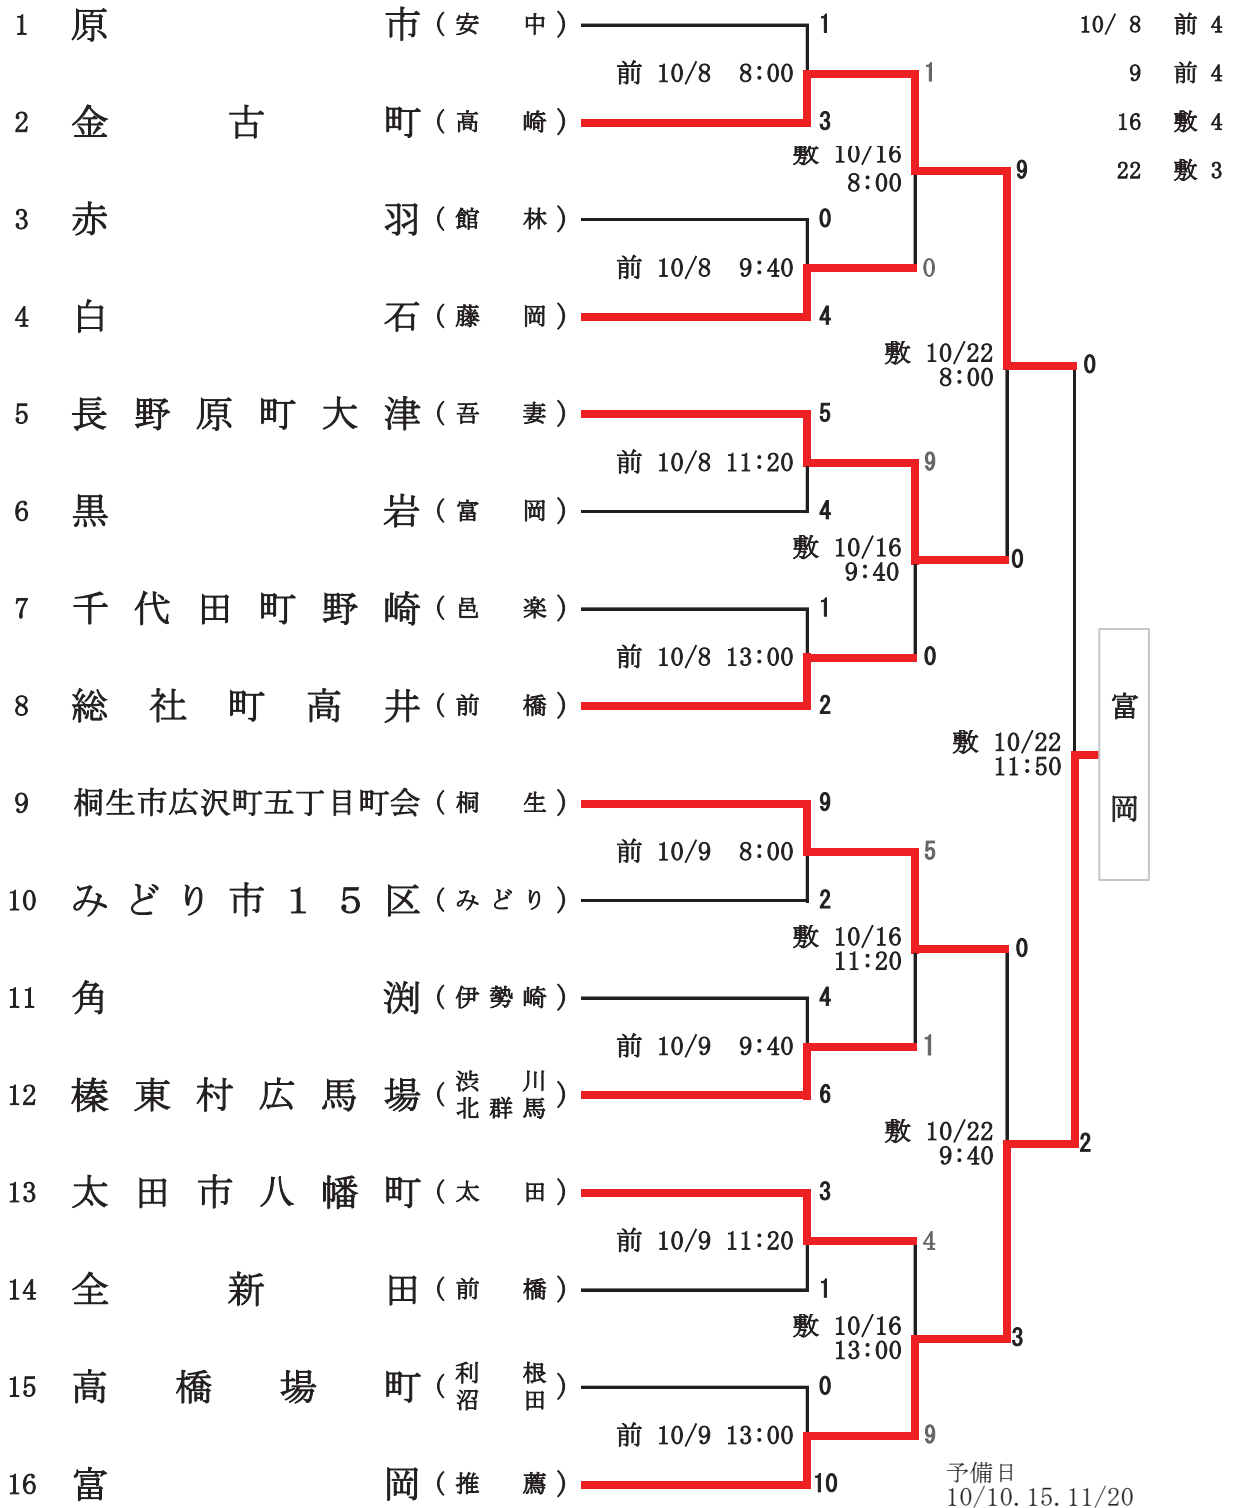 1 原市(安中) 1
10/ 8 前 4
前 10/8 8:00 1
9 前 4
2 金古町(高崎) 3
16 敷 4
敷 10/16
8:00
9
22 敷 3
3 赤羽(館林) 0
前 10/8 9:40 0
4 白石(藤岡) 4
敷 10/22
8:00
0
5 長野原町大津(吾妻) 5
前 10/8 11:20 9
6 黒岩(富岡) 4
敷 10/16
9:40
0
7 千代田町野崎(邑楽) 1
前 10/8 13:00 0
8 総社町高井(前橋) 2
敷 10/22
11:50
富岡
9 桐生市広沢町五丁目町会(桐生) 9
前 10/9 8:00 5
10 みどり市15区(みどり) 2
敷 10/16
11:20
0
11 角渕(伊勢崎) 4
前 10/9 9:40 1
12 榛東村広馬場(渋川北群馬) 6
敷 10/22
9:40
2
13 太田市八幡町(太田) 3
前 10/9 11:20 4
14 全新田(前橋) 1
敷 10/16
13:00
3
15 高橋場町(利根沼田) 0
前 10/9 13:00 9
16 富岡(推薦) 10
予備日
10/10.15.11/20